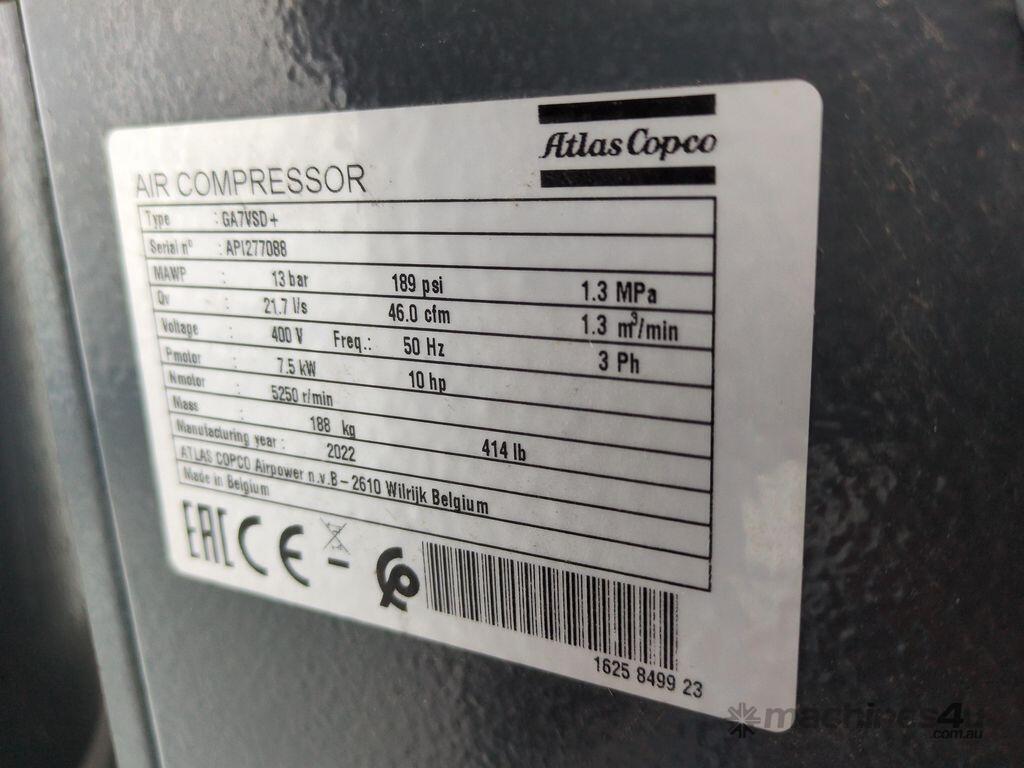 Atlas Copco
AIR COMPRESSOR
Type : GA7VSD+
Serial nº : API277088
MAWP : 13 bar 189 psi 1.3 MPa
Qv : 21.7 l/s 46.0 cfm 1.3 m³/min
Voltage : 400 V Freq.: 50 Hz 3 Ph
Pmotor : 7.5 kW 10 hp
Nmotor : 5250 r/min
Mass : 188 kg 414 lb
Manufacturing year : 2022
ATLAS COPCO Airpower n.v.B – 2610 Wilrijk Belgium
Made in Belgium
EAC CE
1625 8499 23
machines4u
.com.au